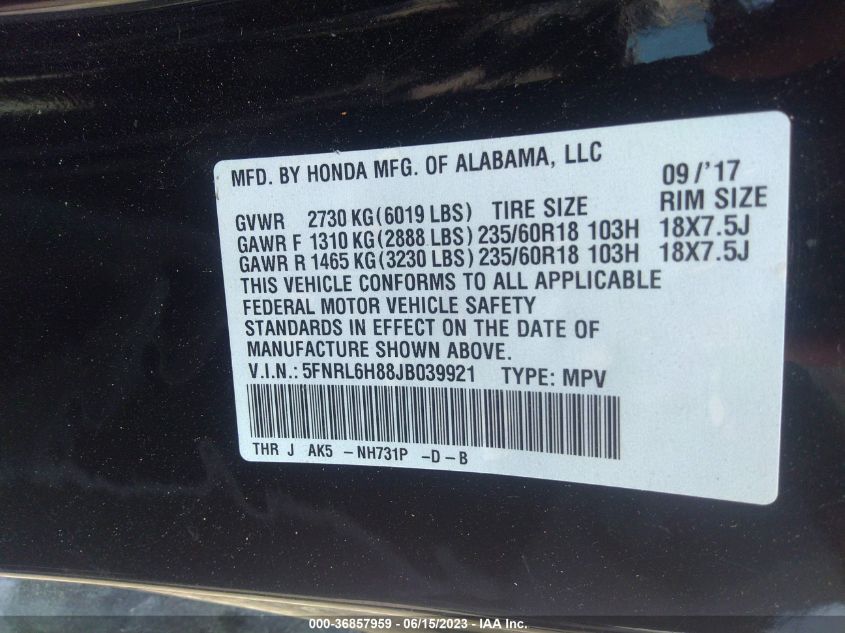 MFD. BY HONDA MFG. OF ALABAMA, LLC 09/'17
GVWR 2730 KG(6019 LBS) TIRE SIZE RIM SIZE
GAWR F 1310 KG(2888 LBS) 235/60R18 103H 18X7.5J
GAWR R 1465 KG(3230 LBS) 235/60R18 103H 18X7.5J
THIS VEHICLE CONFORMS TO ALL APPLICABLE
FEDERAL MOTOR VEHICLE SAFETY
STANDARDS IN EFFECT ON THE DATE OF
MANUFACTURE SHOWN ABOVE.
V.I.N.: 5FNRL6H88JB039921 TYPE: MPV
THR J AK5 -NH731P -D-B
000-36857959 - 06/15/2023 -